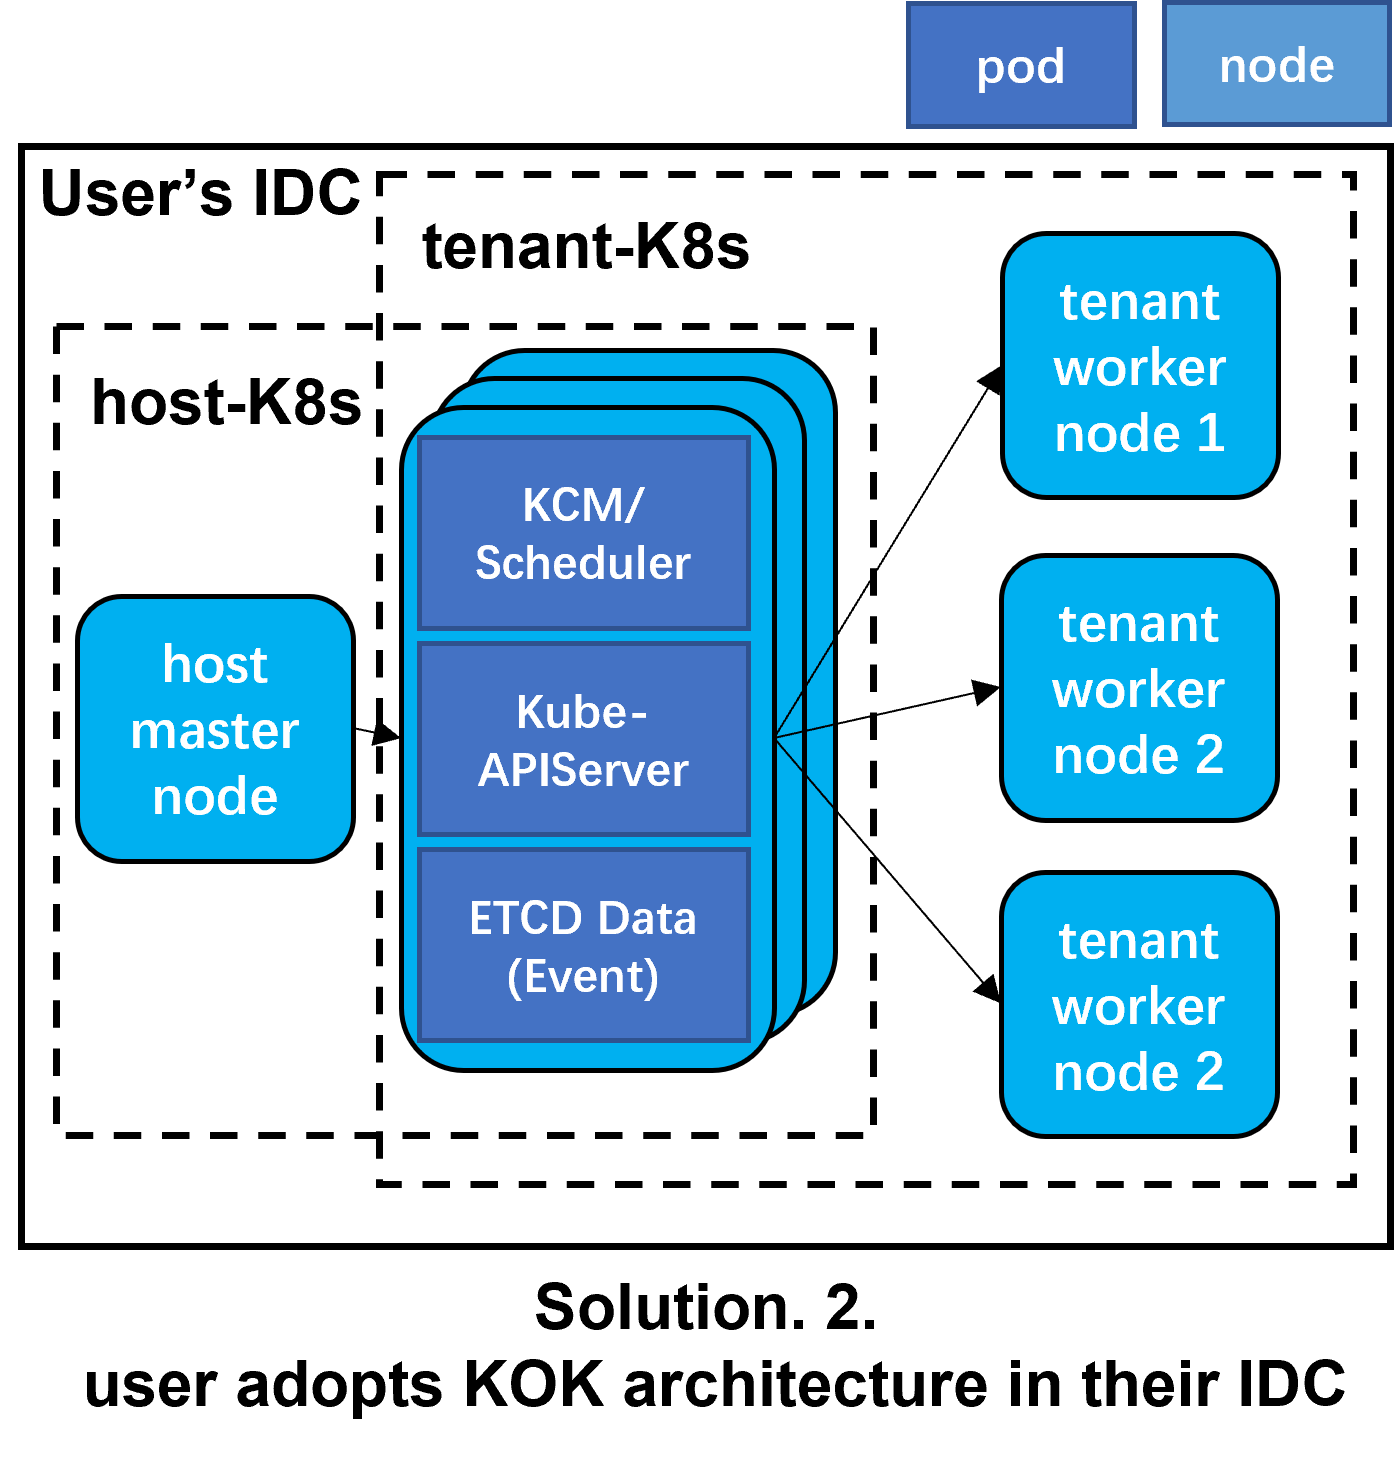 pod
node
User’s IDC
tenant-K8s
host-K8s
host
master
node
KCM/
Scheduler
Kube-
APIServer
ETCD Data
(Event)
tenant
worker
node 1
tenant
worker
node 2
tenant
worker
node 2
Solution. 2.
user adopts KOK architecture in their IDC